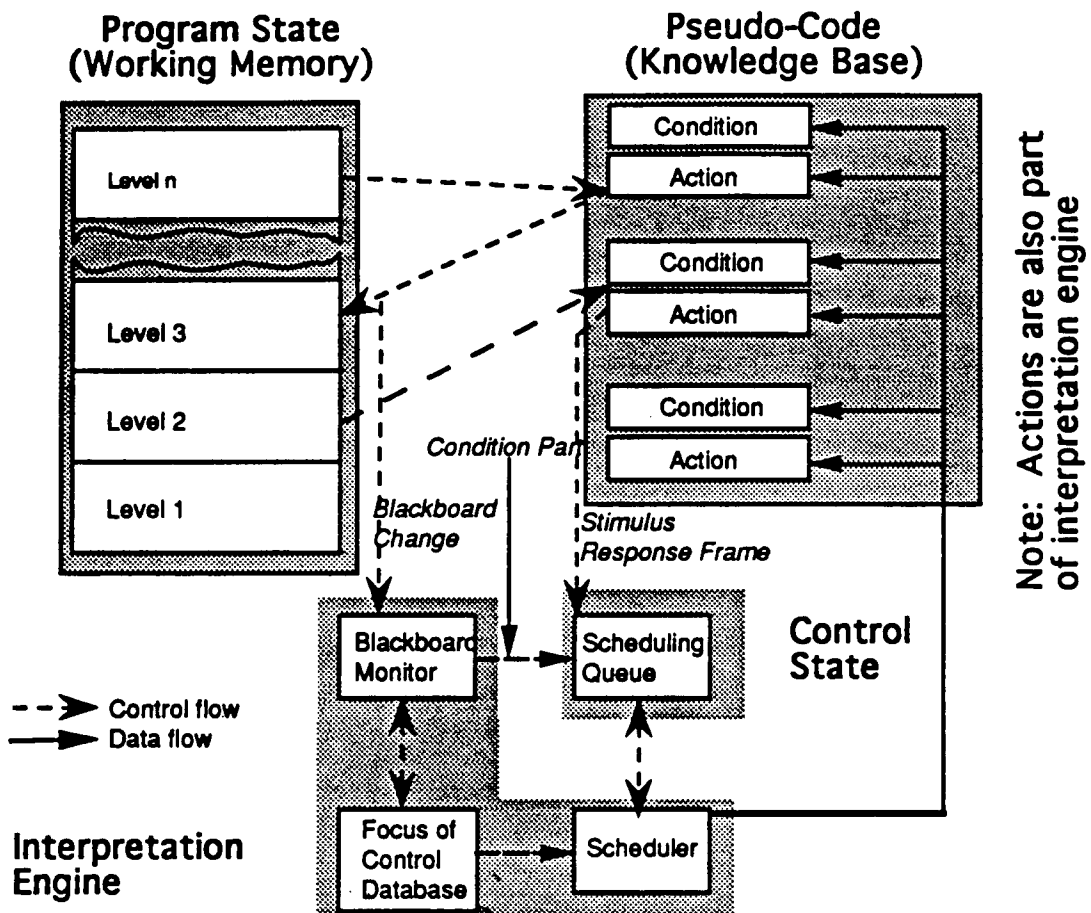 Program State
(Working Memory)
Pseudo-Code
(Knowledge Base)
Level n
Level 3
Level 2
Level 1
Condition
Action
Condition
Action
Condition
Action
Note: Actions are also part
of interpretation engine
Condition Part
Blackboard
Change
Stimulus
Response Frame
Blackboard
Monitor
Scheduling
Queue
Control
State
Control flow
Data flow
Focus of
Control
Database
Scheduler
Interpretation
Engine